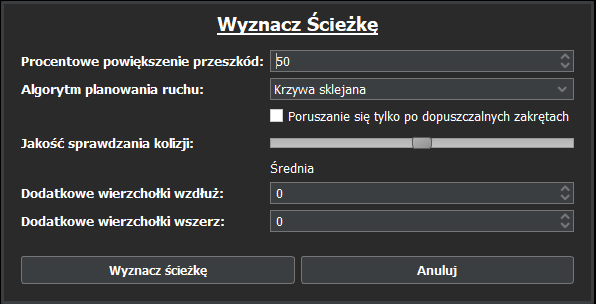 Wyznacz Ścieżkę
Procentowe powiększenie przeszkód: 50
Algorytm planowania ruchu: Krzywa sklejana
Poruszanie się tylko po dopuszczalnych zakrętach
Jakość sprawdzania kolizji:
Średnia
Dodatkowe wierzchołki wzdłuż: 0
Dodatkowe wierzchołki wszerz: 0
Wyznacz ścieżkę Anuluj